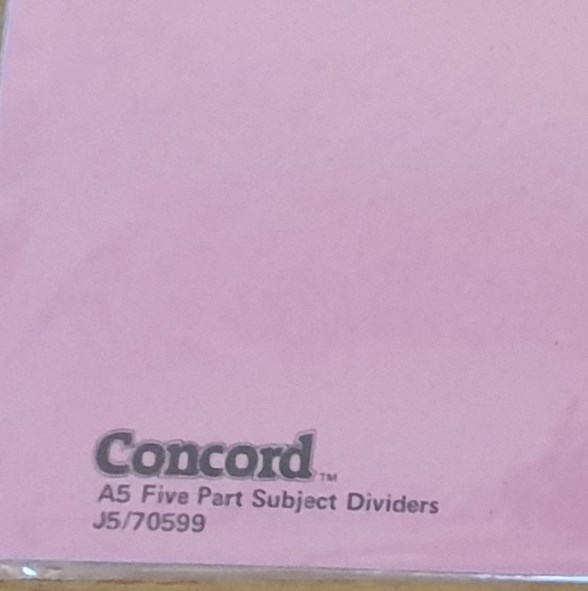 Concord™
A5 Five Part Subject Dividers
J5/70599